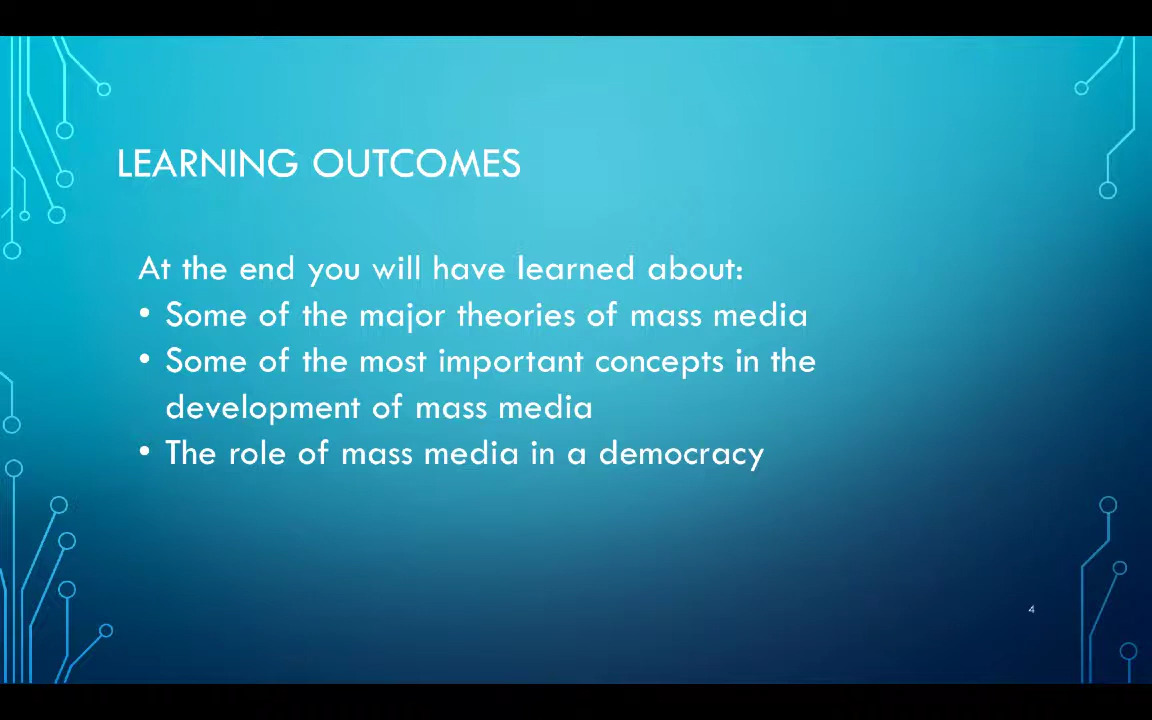 LEARNING OUTCOMES
At the end you will have learned about:
• Some of the major theories of mass media
• Some of the most important concepts in the
development of mass media
• The role of mass media in a democracy
4